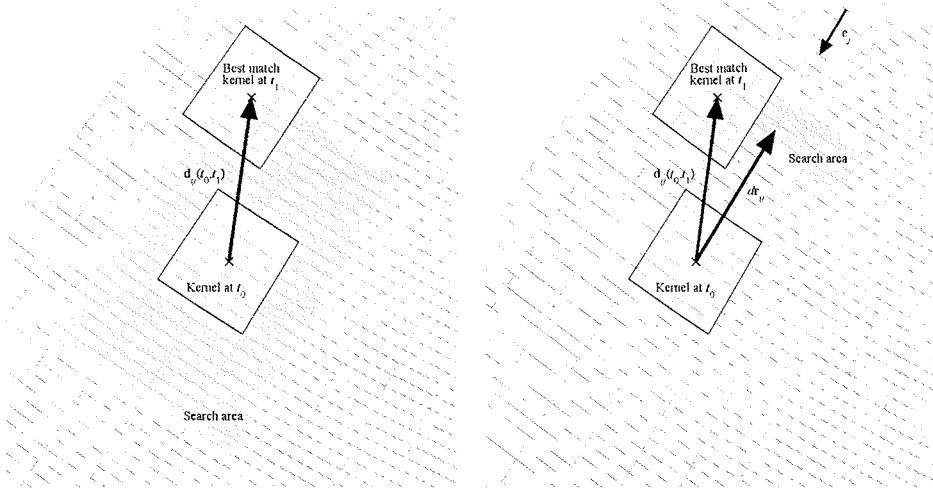 Best match
kernel at t₁
d_ij(t₀,t₁)
Kernel at t₀
Search area
e_j
Best match
kernel at t₁
Search area
d_ij(t₀,t₁)
dr_ij
Kernel at t₀